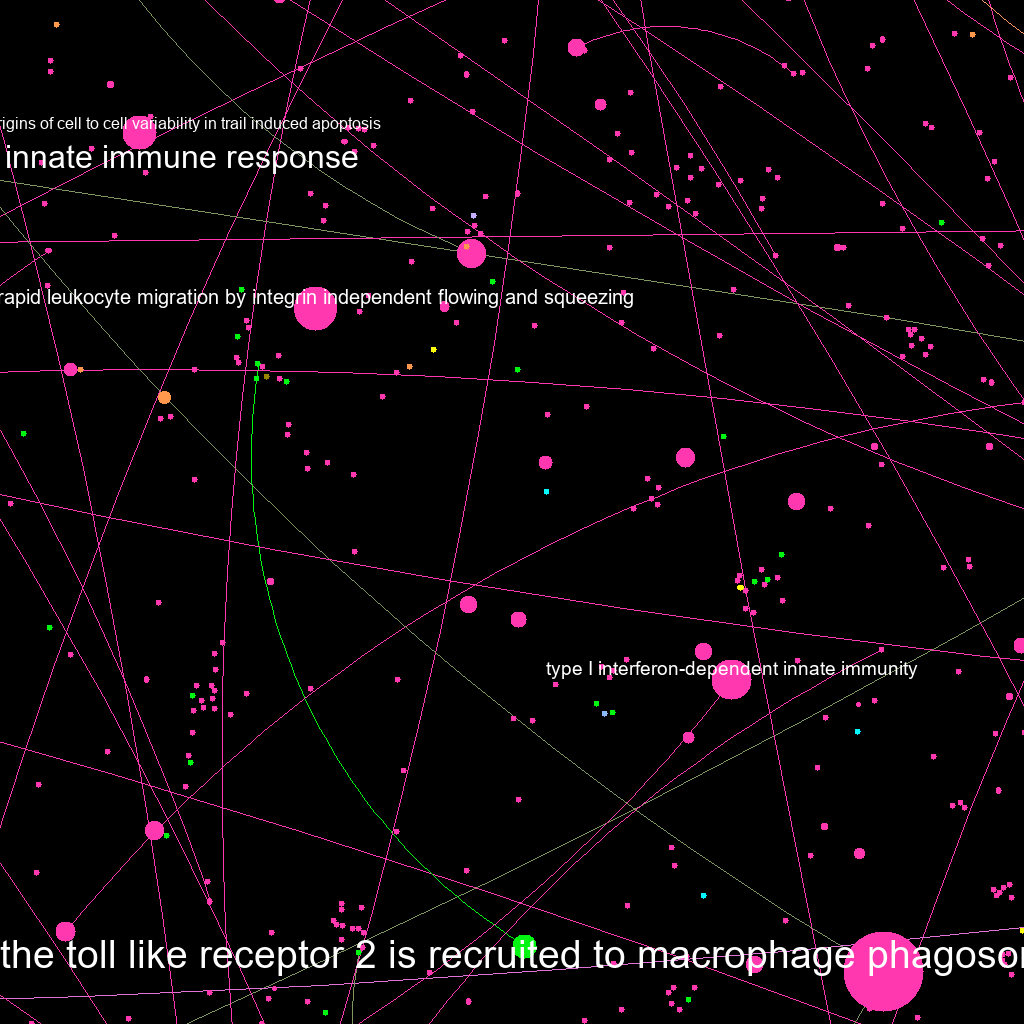 rigins of cell to cell variability in trail induced apoptosis
innate immune response
rapid leukocyte migration by integrin independent flowing and squeezing
type I interferon-dependent innate immunity
the toll like receptor 2 is recruited to macrophage phagosor